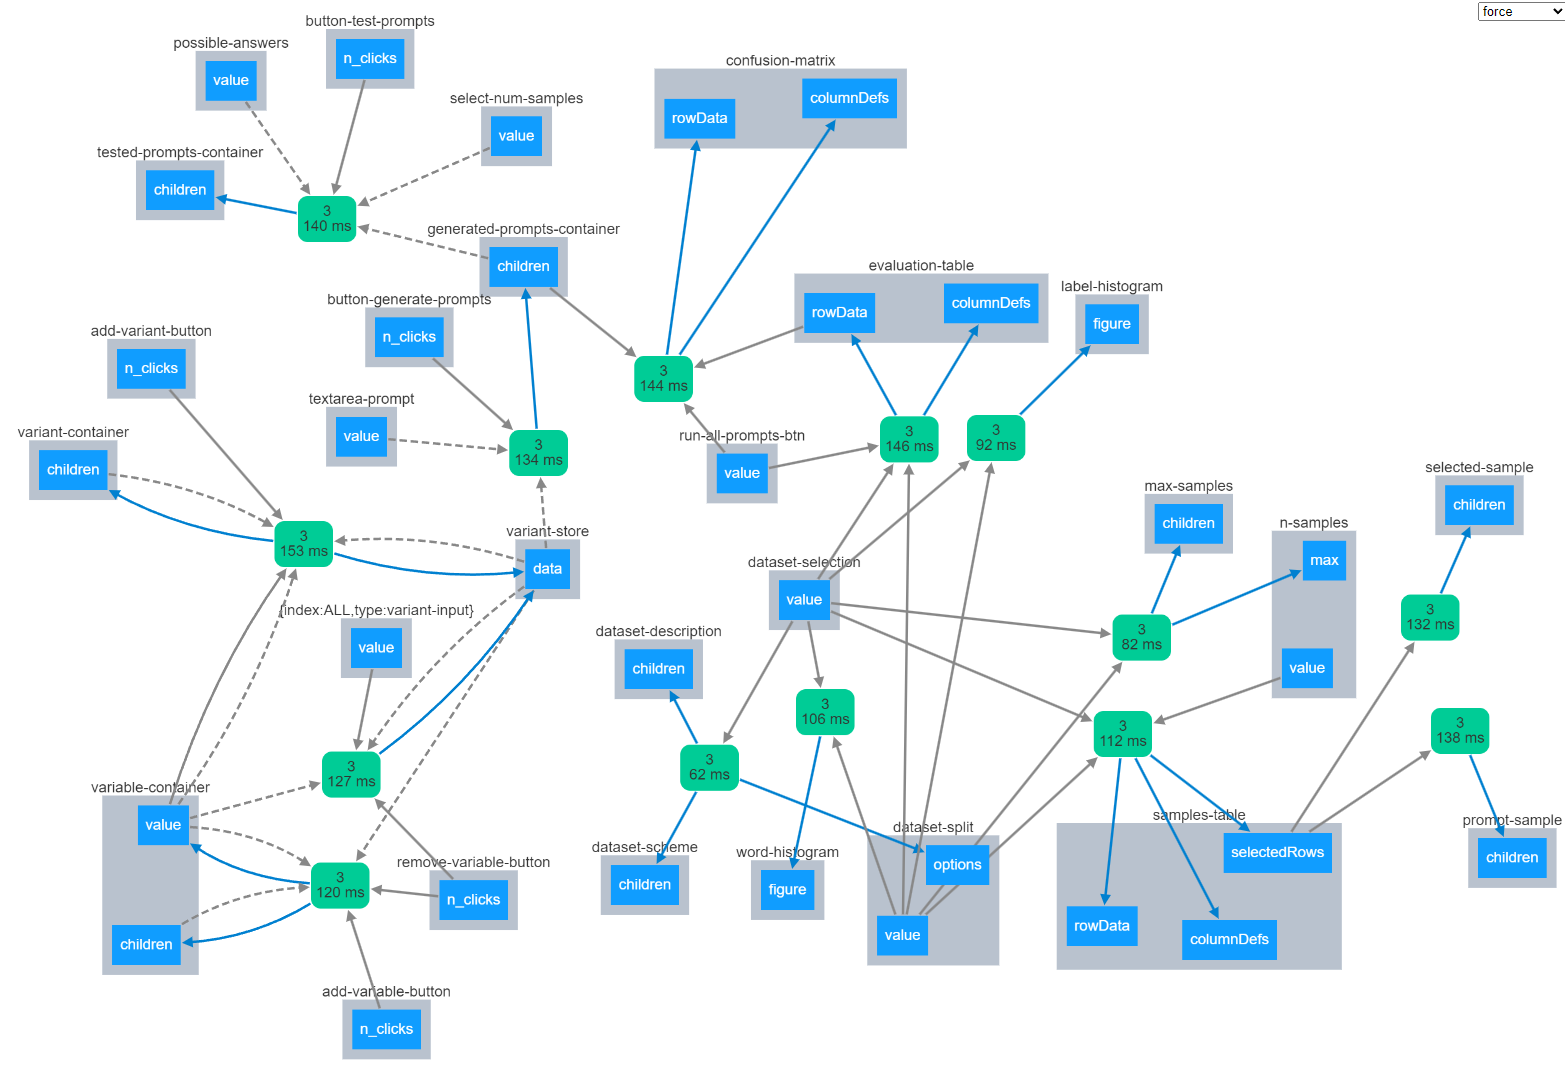 force
button-test-prompts
n_clicks
possible-answers
value
select-num-samples
value
confusion-matrix
rowData
columnDefs
tested-prompts-container
children
3
140 ms
generated-prompts-container
children
evaluation-table
rowData
columnDefs
label-histogram
figure
button-generate-prompts
n_clicks
add-variant-button
n_clicks
3
144 ms
textarea-prompt
value
variant-container
children
3
134 ms
run-all-prompts-btn
value
3
146 ms
3
92 ms
selected-sample
children
max-samples
children
n-samples
max
value
3
153 ms
variant-store
data
dataset-selection
value
{index:ALL,type:variant-input}
value
dataset-description
children
3
82 ms
3
132 ms
3
106 ms
3
112 ms
3
138 ms
3
62 ms
3
127 ms
variable-container
value
children
3
120 ms
remove-variable-button
n_clicks
dataset-scheme
children
word-histogram
figure
dataset-split
options
value
samples-table
selectedRows
rowData
columnDefs
prompt-sample
children
add-variable-button
n_clicks